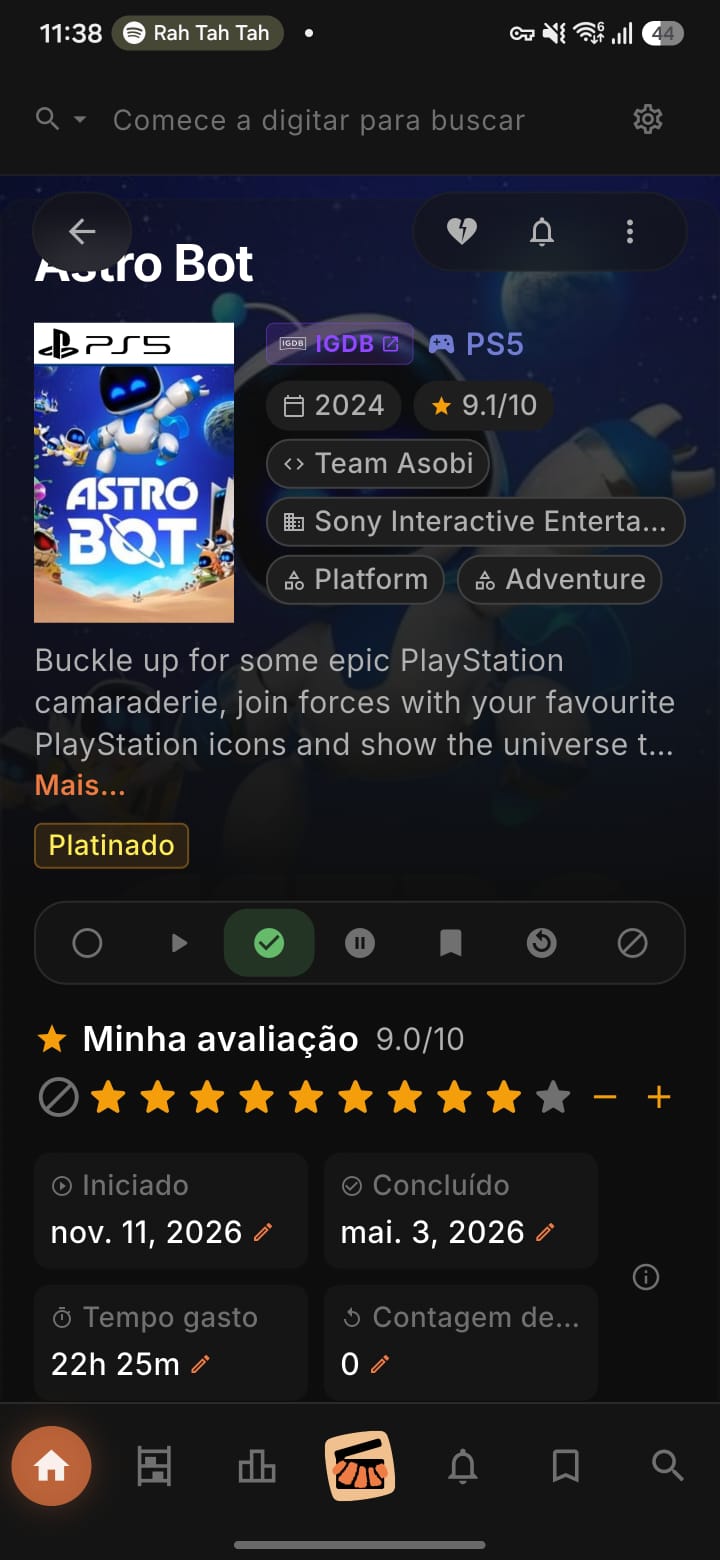 11:38 Rah Tah Tah 6 44
Comece a digitar para buscar
Astro Bot
PS5
ASTRO
BOT
IGDB IGDB PS5
2024 9.1/10
Team Asobi
Sony Interactive Enterta...
Platform Adventure
Buckle up for some epic PlayStation
camaraderie, join forces with your favourite
PlayStation icons and show the universe t...
Mais...
Platinado
Minha avaliação 9.0/10
Iniciado
nov. 11, 2026
Concluído
mai. 3, 2026
Tempo gasto
22h 25m
Contagem de...
0